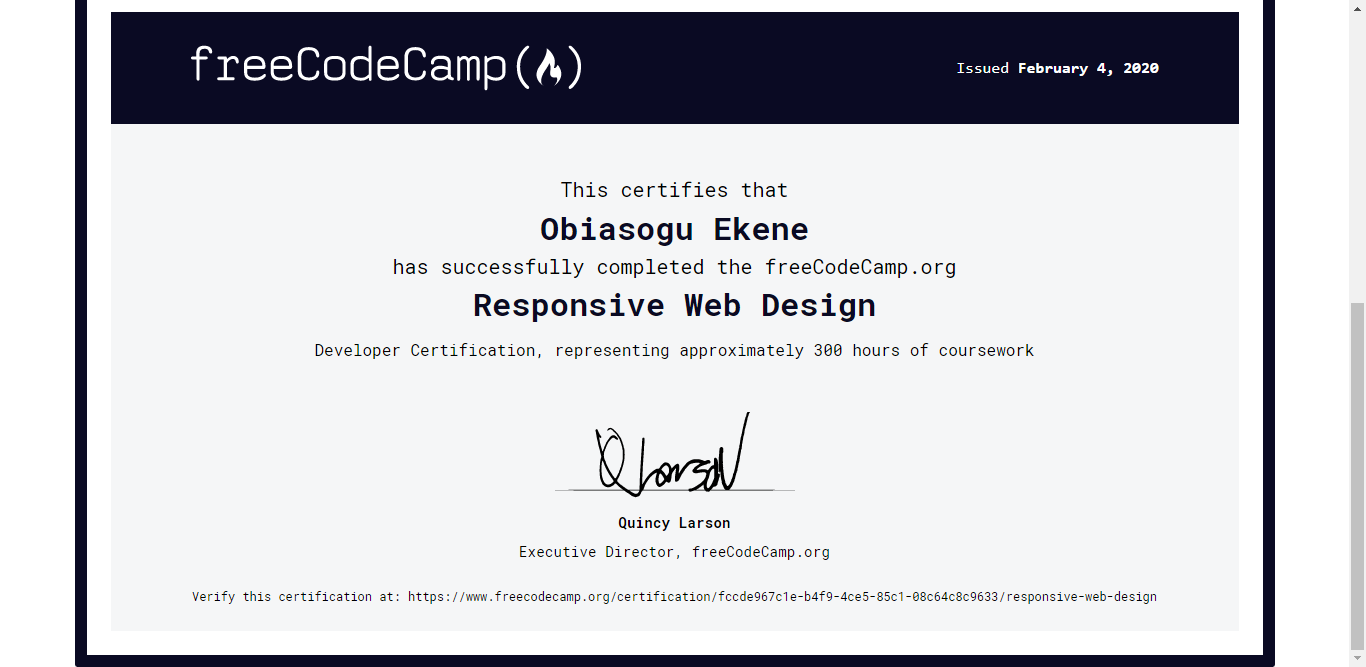 freeCodeCamp
Issued February 4, 2020
This certifies that
Obiasogu Ekene
has successfully completed the freeCodeCamp.org
Responsive Web Design
Developer Certification, representing approximately 300 hours of coursework
Q Larson
Quincy Larson
Executive Director, freeCodeCamp.org
Verify this certification at: https://www.freecodecamp.org/certification/fccde967c1e-b4f9-4ce5-85c1-08c64c8c9633/responsive-web-design